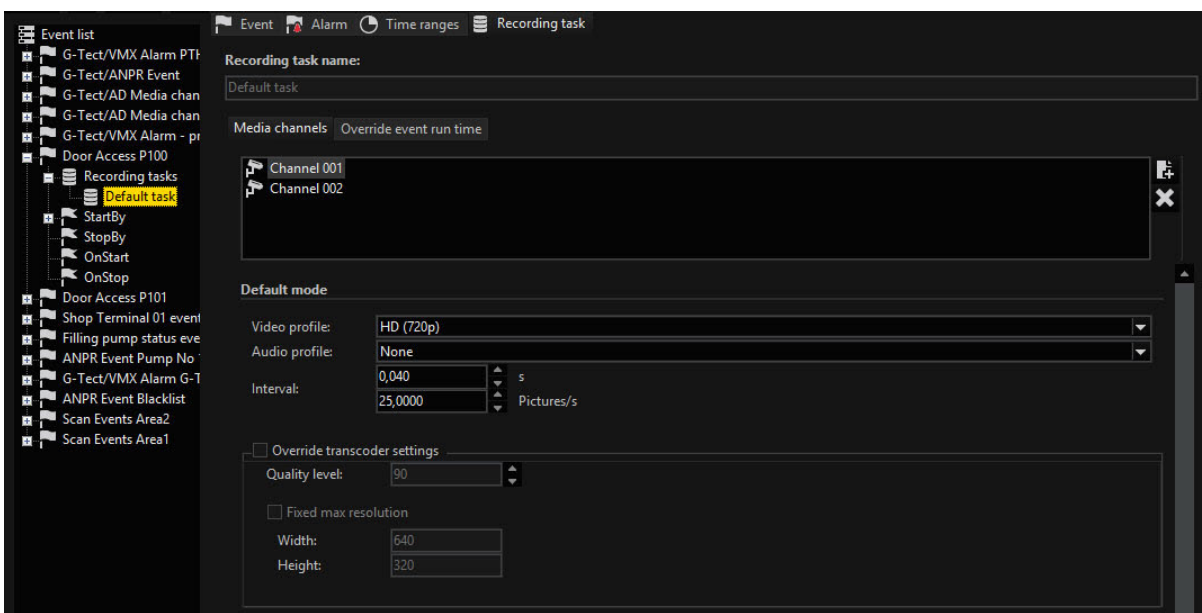 Event list
G-Tect/VMX Alarm PTH
G-Tect/ANPR Event
G-Tect/AD Media chan
G-Tect/AD Media chan
G-Tect/VMX Alarm - pr
Door Access P100
Recording tasks
Default task
StartBy
StopBy
OnStart
OnStop
Door Access P101
Shop Terminal 01 event
Filling pump status eve
ANPR Event Pump No
G-Tect/VMX Alarm G-T
ANPR Event Blacklist
Scan Events Area2
Scan Events Area1
Event Alarm Time ranges Recording task
Recording task name:
Default task
Media channels Override event run time
Channel 001
Channel 002
Default mode
Video profile: HD (720p)
Audio profile: None
Interval: 0,040 s
25,0000 Pictures/s
Override transcoder settings
Quality level: 90
Fixed max resolution
Width: 640
Height: 320